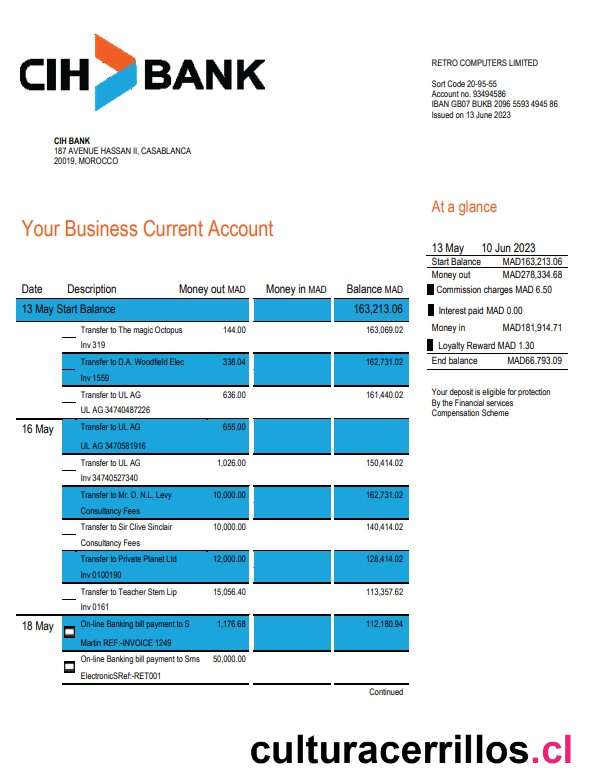 CIH BANK
RETRO COMPUTERS LIMITED
Sort Code 20-95-55
Account no. 93494586
IBAN GB07 BUKB 2096 5593 4945 86
Issued on 13 June 2023
CIH BANK
187 AVENUE HASSAN II, CASABLANCA
20019, MOROCCO
At a glance
13 May 10 Jun 2023
Start Balance MAD163,213.06
Money out MAD278,334.68
Commission charges MAD 6.50
Interest paid MAD 0.00
Money in MAD181,914.71
Loyalty Reward MAD 1.30
End balance MAD66.793.09
Your deposit is eligible for protection
By the Financial services
Compensation Scheme
Your Business Current Account
Date Description Money out MAD Money in MAD Balance MAD
13 May Start Balance 163,213.06
Transfer to The magic Octopus 144.00 163,069.02
Inv 319
Transfer to D.A. Woodfield Elec 338.04 162,731.02
Inv 1559
Transfer to UL AG 636.00 161,440.02
UL AG 34740487226
16 May Transfer to UL AG 655.00
UL AG 3470581916
Transfer to UL AG 1,026.00 150,414.02
Inv 34740527340
Transfer to Mr. D. N.L. Levy 10,000.00 162,731.02
Consultancy Fees
Transfer to Sir Clive Sinclair 10,000.00 140,414.02
Consultancy Fees
Transfer to Private Planet Ltd 12,000.00 128,414.02
Inv 0100190
Transfer to Teacher Stem Lip 15,056.40 113,357.62
Inv 0161
18 May On-line Banking bill payment to S 1,176.68 112,180.94
Martin REF:-INVOICE 1249
On-line Banking bill payment to Sms 50,000.00
ElectronicSRef:-RET001
Continued
culturacerrillos.cl